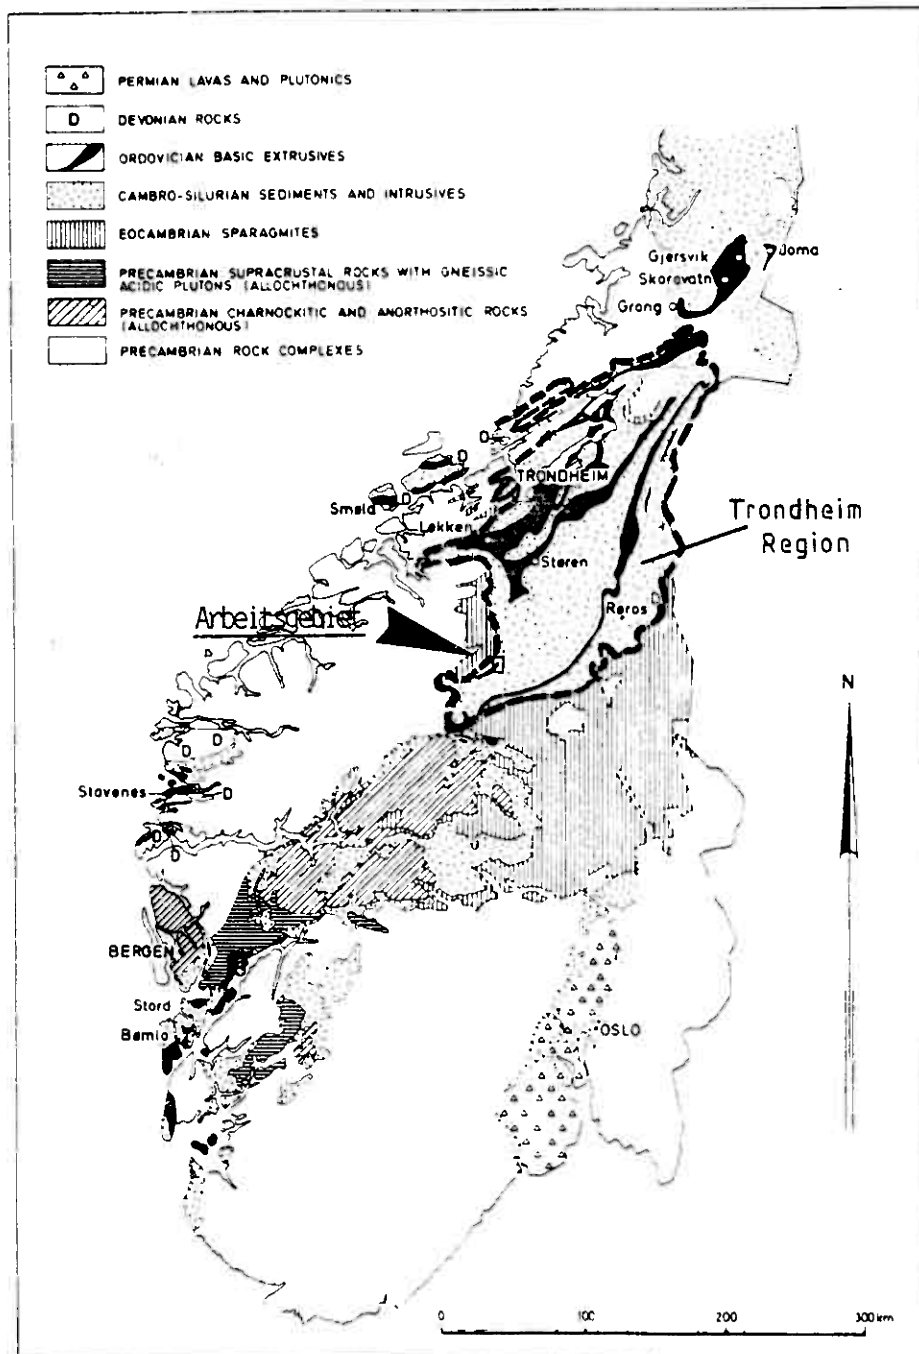 PERMIAN LAVAS AND PLUTONICS
D
DEVONIAN ROCKS
ORDOVICIAN BASIC EXTRUSIVES
CAMBRO-SILURIAN SEDIMENTS AND INTRUSIVES
EOCAMBRIAN SPARAGMITES
PRECAMBRIAN SUPRACRUSTAL ROCKS WITH GNEISSIC
ACIDIC PLUTONS (ALLOCHTHONOUS)
PRECAMBRIAN CHARNOCKITIC AND ANORTHOSITIC ROCKS
(ALLOCHTHONOUS)
PRECAMBRIAN ROCK COMPLEXES
Gjersvik
Joma
Skorovatn
Grong
D
D
TRONDHEIM
D
Smøla
Løkken
Trondheim
Region
Støren
Røros
D
Arbeitsgebiet
N
D
D
Stavenes
D
D
D
BERGEN
Stord
Bømlo
OSLO
0
100
200
300 km